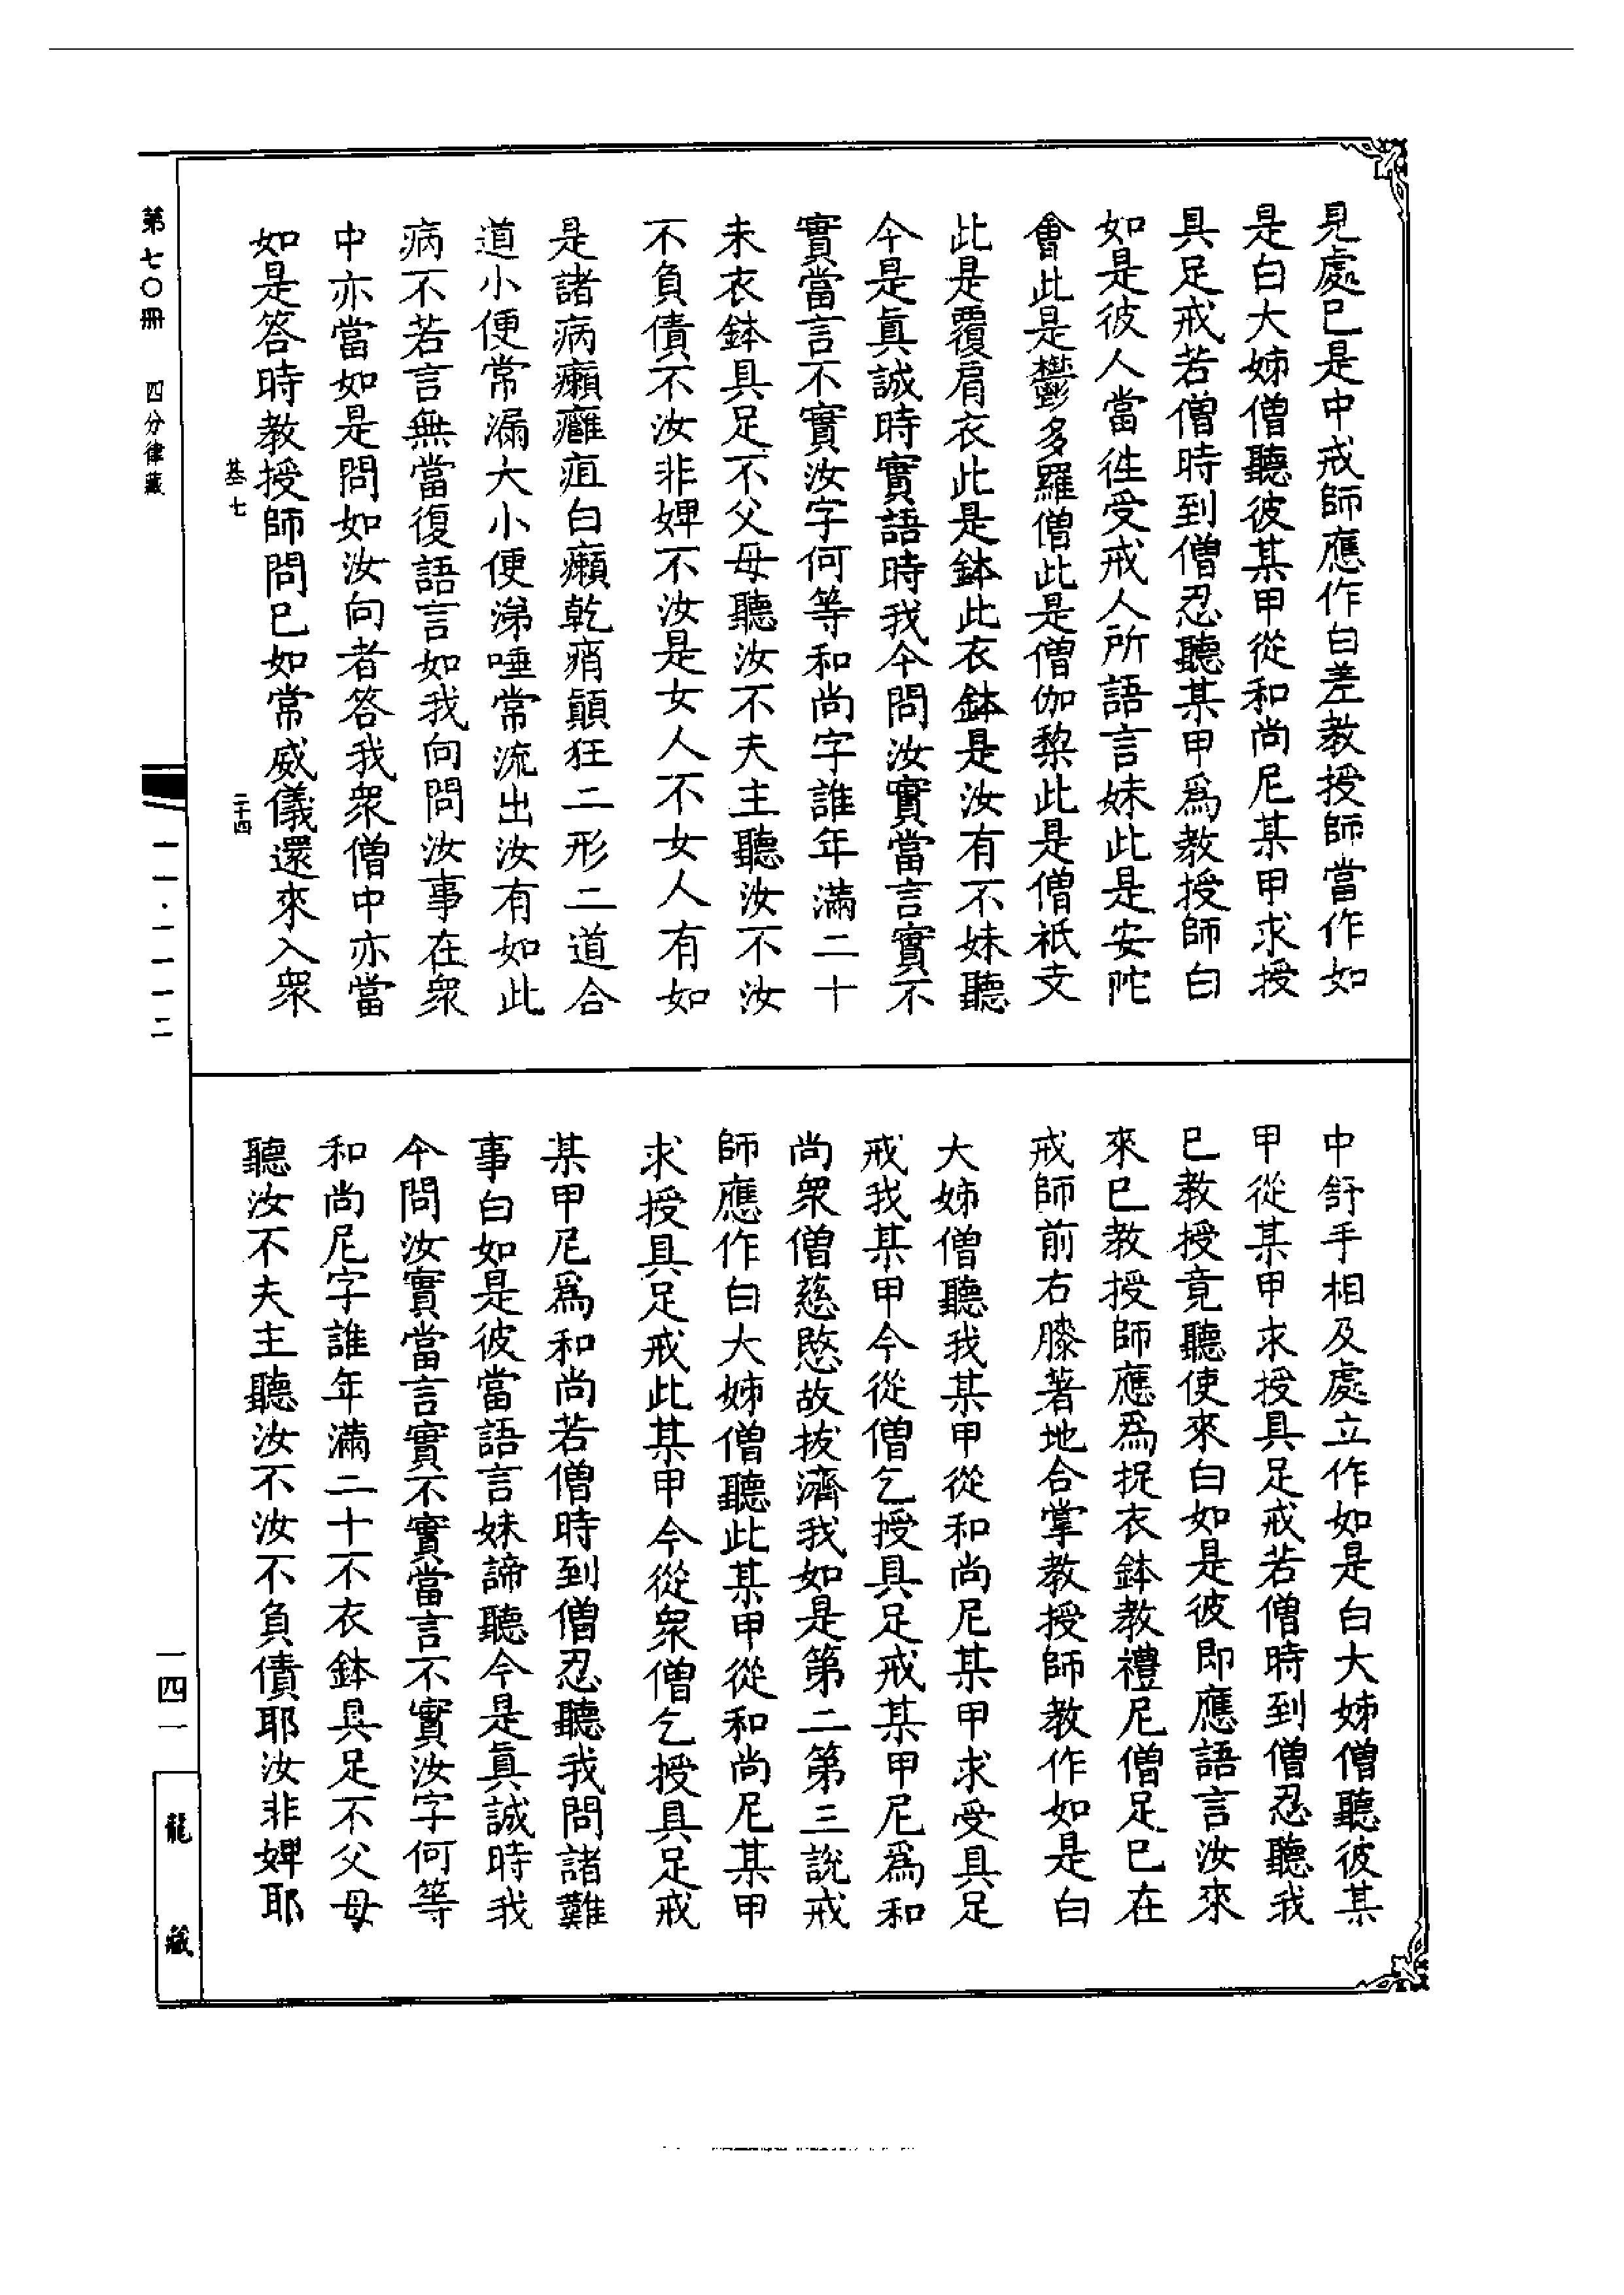 見處已是中戒師應作白差教授師當作如
是白大姊僧聽彼某甲從和尚尼某甲求授
具足戒若僧時到僧忍聽某甲爲教授師白
如是彼人當徃受戒人所語言妹此是安陀
會此是鬱多羅僧此是僧伽黎此是僧祇支
此是覆肩衣此是鉢此衣鉢是汝有不妹聽
今是眞誠時實語時我今問汝實當言實不
實當言不實汝字何等和尚字誰年滿二十
未衣鉢具足不父母聽汝不夫主聽汝不汝
不負債不汝非婢不汝是女人不女人有如
是諸病癩癰疽白癩乾痟顛狂二形二道合
道小便常漏大小便涕唾常流出汝有如此
病不若言無當復語言如我向問汝事在衆
中亦當如是問如汝向者答我衆僧中亦當
如是答時教授師問已如常威儀還來入衆
中舒手相及處立作如是白大姊僧聽彼某
甲從某甲求授具足戒若僧時到僧忍聽我
已教授竟聽使來白如是彼即應語言汝來
來已教授師應爲捉衣鉢教禮尼僧足已在
戒師前右膝著地合掌教授師教作如是白
大姊僧聽我某甲從和尚尼某甲求受具足
戒我某甲今從僧乞授具足戒某甲尼爲和
尚衆僧慈愍故拔濟我如是第二第三說戒
師應作白大姊僧聽此某甲從和尚尼某甲
求授具足戒此某甲今從衆僧乞授具足戒
某甲尼爲和尚若僧時到僧忍聽我問諸難
事白如是彼當語言妹諦聽今是眞誠時我
今問汝實當言實不實當言不實汝字何等
和尚尼字誰年滿二十不衣鉢具足不父母
聽汝不夫主聽汝不汝不負債耶汝非婢耶
基七
二十四
第七〇冊 四分律藏
一一·一一一二
一四一
龍藏